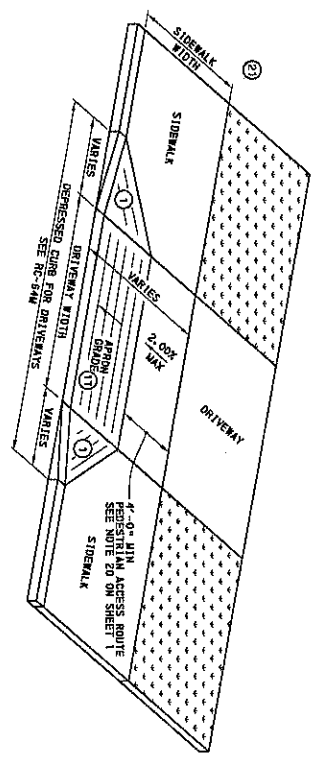 21
SIDEWALK
WIDTH
SIDEWALK
VARIES
1
DRIVEWAY WIDTH
DEPRESSED CURB FOR DRIVEWAYS
SEE RC-64M
VARIES
APRON
GRADE
11
2.00%
MAX
DRIVEWAY
VARIES
1
SIDEWALK
4'-0" MIN
PEDESTRIAN ACCESS ROUTE
SEE NOTE 20 ON SHEET 1